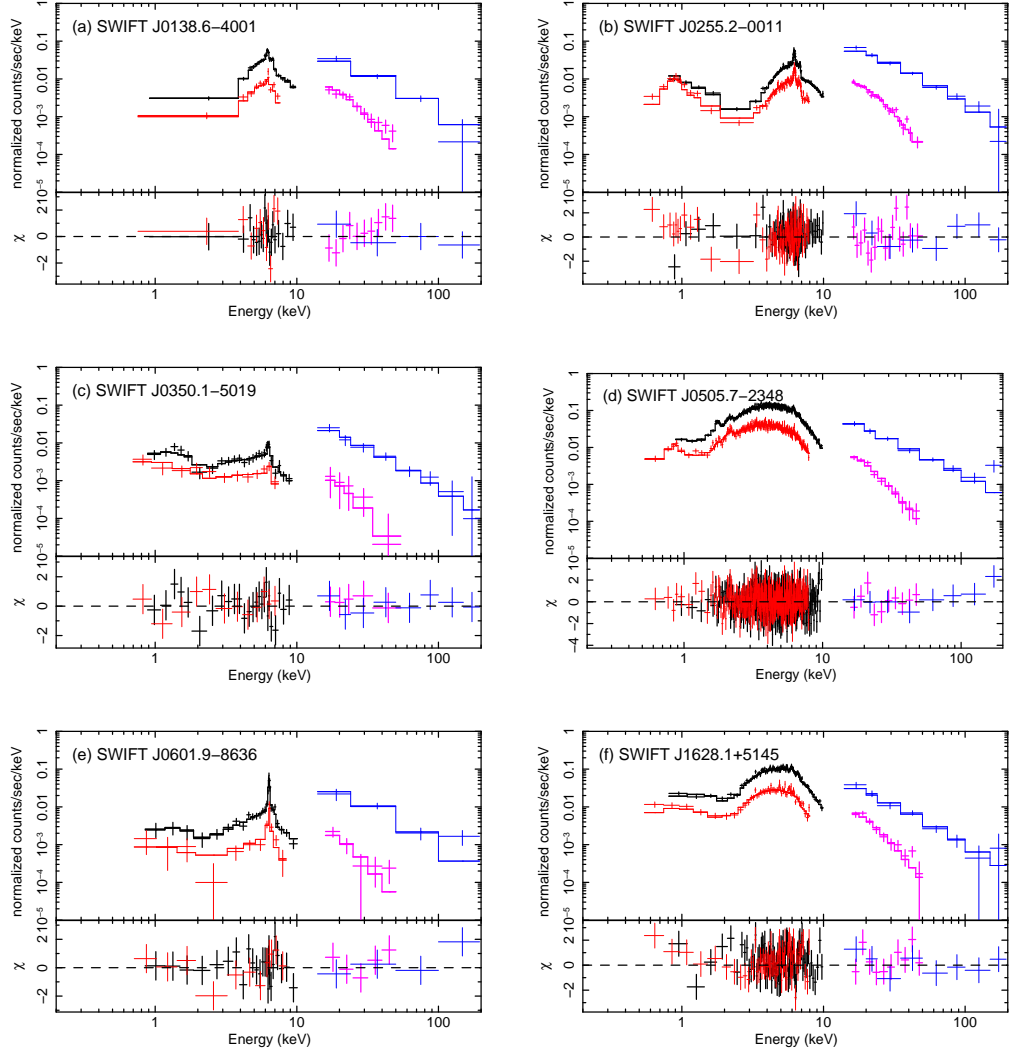 (a) SWIFT J0138.6−4001
normalized counts/sec/keV
1
0.1
0.01
10⁻³
10⁻⁴
10⁻⁵
χ
2
0
−2
1 10 100
Energy (keV)
(b) SWIFT J0255.2−0011
normalized counts/sec/keV
1
0.1
0.01
10⁻³
10⁻⁴
10⁻⁵
χ
2
0
−2
1 10 100
Energy (keV)
(c) SWIFT J0350.1−5019
normalized counts/sec/keV
1
0.1
0.01
10⁻³
10⁻⁴
10⁻⁵
χ
2
0
−2
1 10 100
Energy (keV)
(d) SWIFT J0505.7−2348
normalized counts/sec/keV
1
0.1
0.01
10⁻³
10⁻⁴
10⁻⁵
χ
2
0
−2
−4
1 10 100
Energy (keV)
(e) SWIFT J0601.9−8636
normalized counts/sec/keV
1
0.1
0.01
10⁻³
10⁻⁴
10⁻⁵
χ
2
0
−2
1 10 100
Energy (keV)
(f) SWIFT J1628.1+5145
normalized counts/sec/keV
1
0.1
0.01
10⁻³
10⁻⁴
10⁻⁵
χ
2
0
−2
1 10 100
Energy (keV)